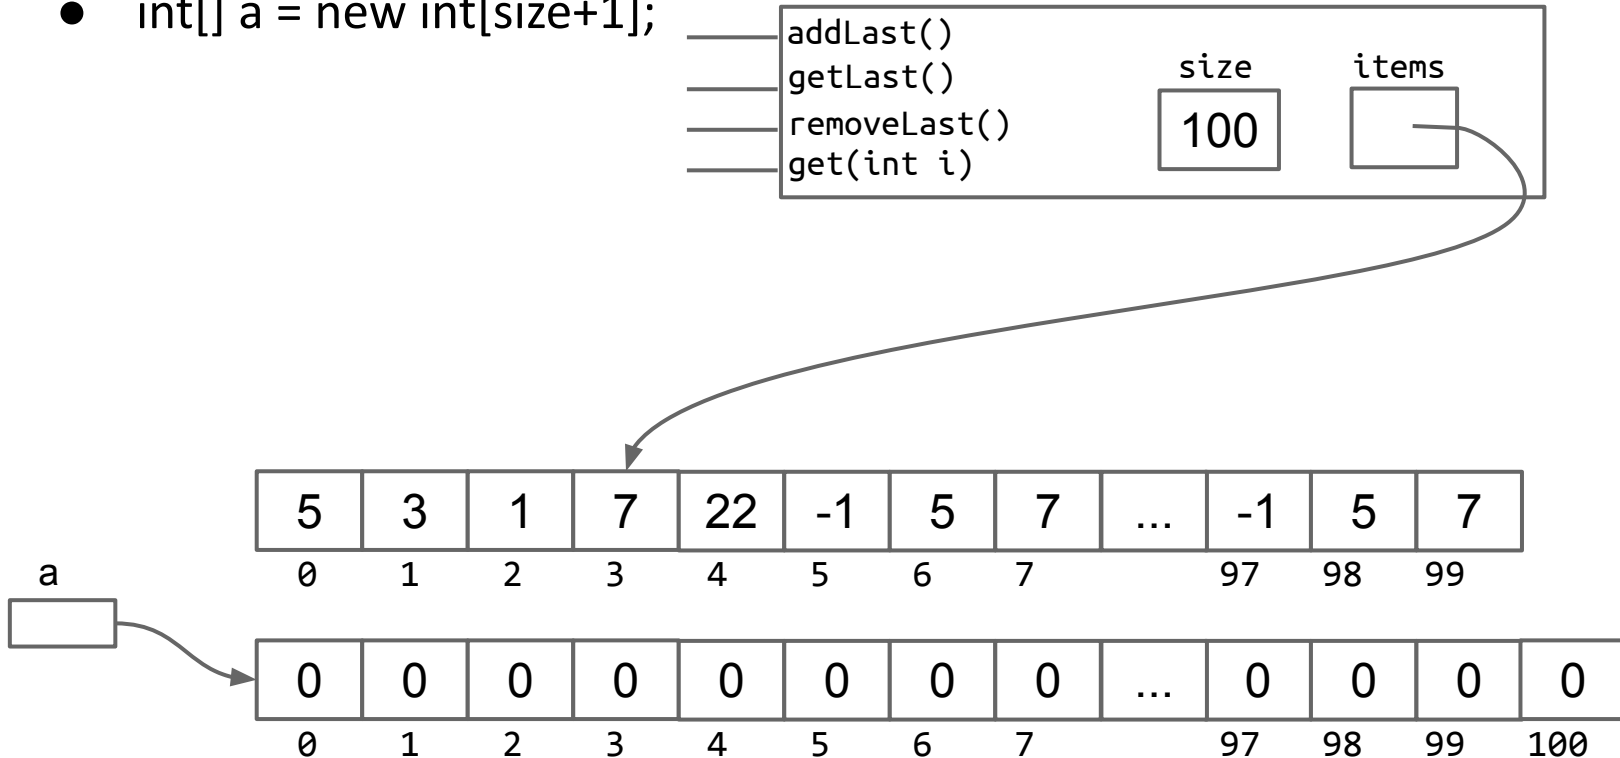 ● int[] a = new int[size+1];
addLast()
getLast()
removeLast()
get(int i)
size items
100
5 3 1 7 22 -1 5 7 ... -1 5 7
0 1 2 3 4 5 6 7 97 98 99
a
0 0 0 0 0 0 0 0 ... 0 0 0 0
0 1 2 3 4 5 6 7 97 98 99 100